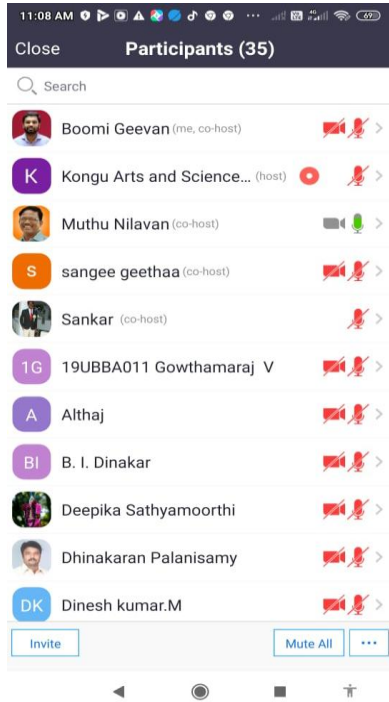 11:08 AM 4G 69
Close Participants (35)
Search
Boomi Geevan (me, co-host)
K Kongu Arts and Science... (host)
Muthu Nilavan (co-host)
S sangee geethaa (co-host)
Sankar (co-host)
1G 19UBBA011 Gowthamaraj V
A Althaj
BI B. I. Dinakar
Deepika Sathyamoorthi
Dhinakaran Palanisamy
DK Dinesh kumar.M
Invite Mute All ...